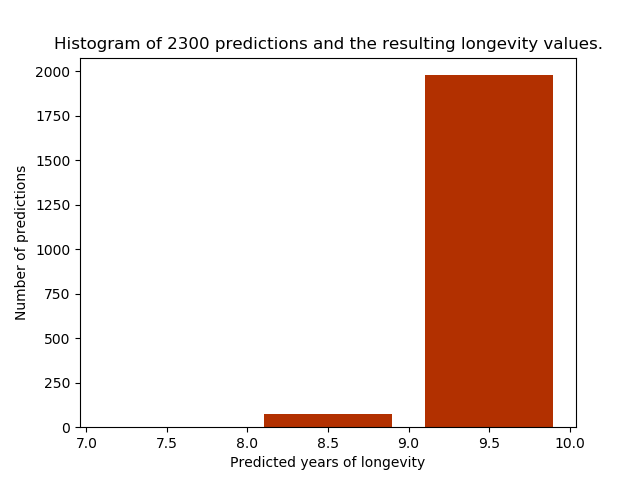 Histogram of 2300 predictions and the resulting longevity values.
2000
1750
1500
1250
1000
750
500
250
0
Number of predictions
7.0 7.5 8.0 8.5 9.0 9.5 10.0
Predicted years of longevity